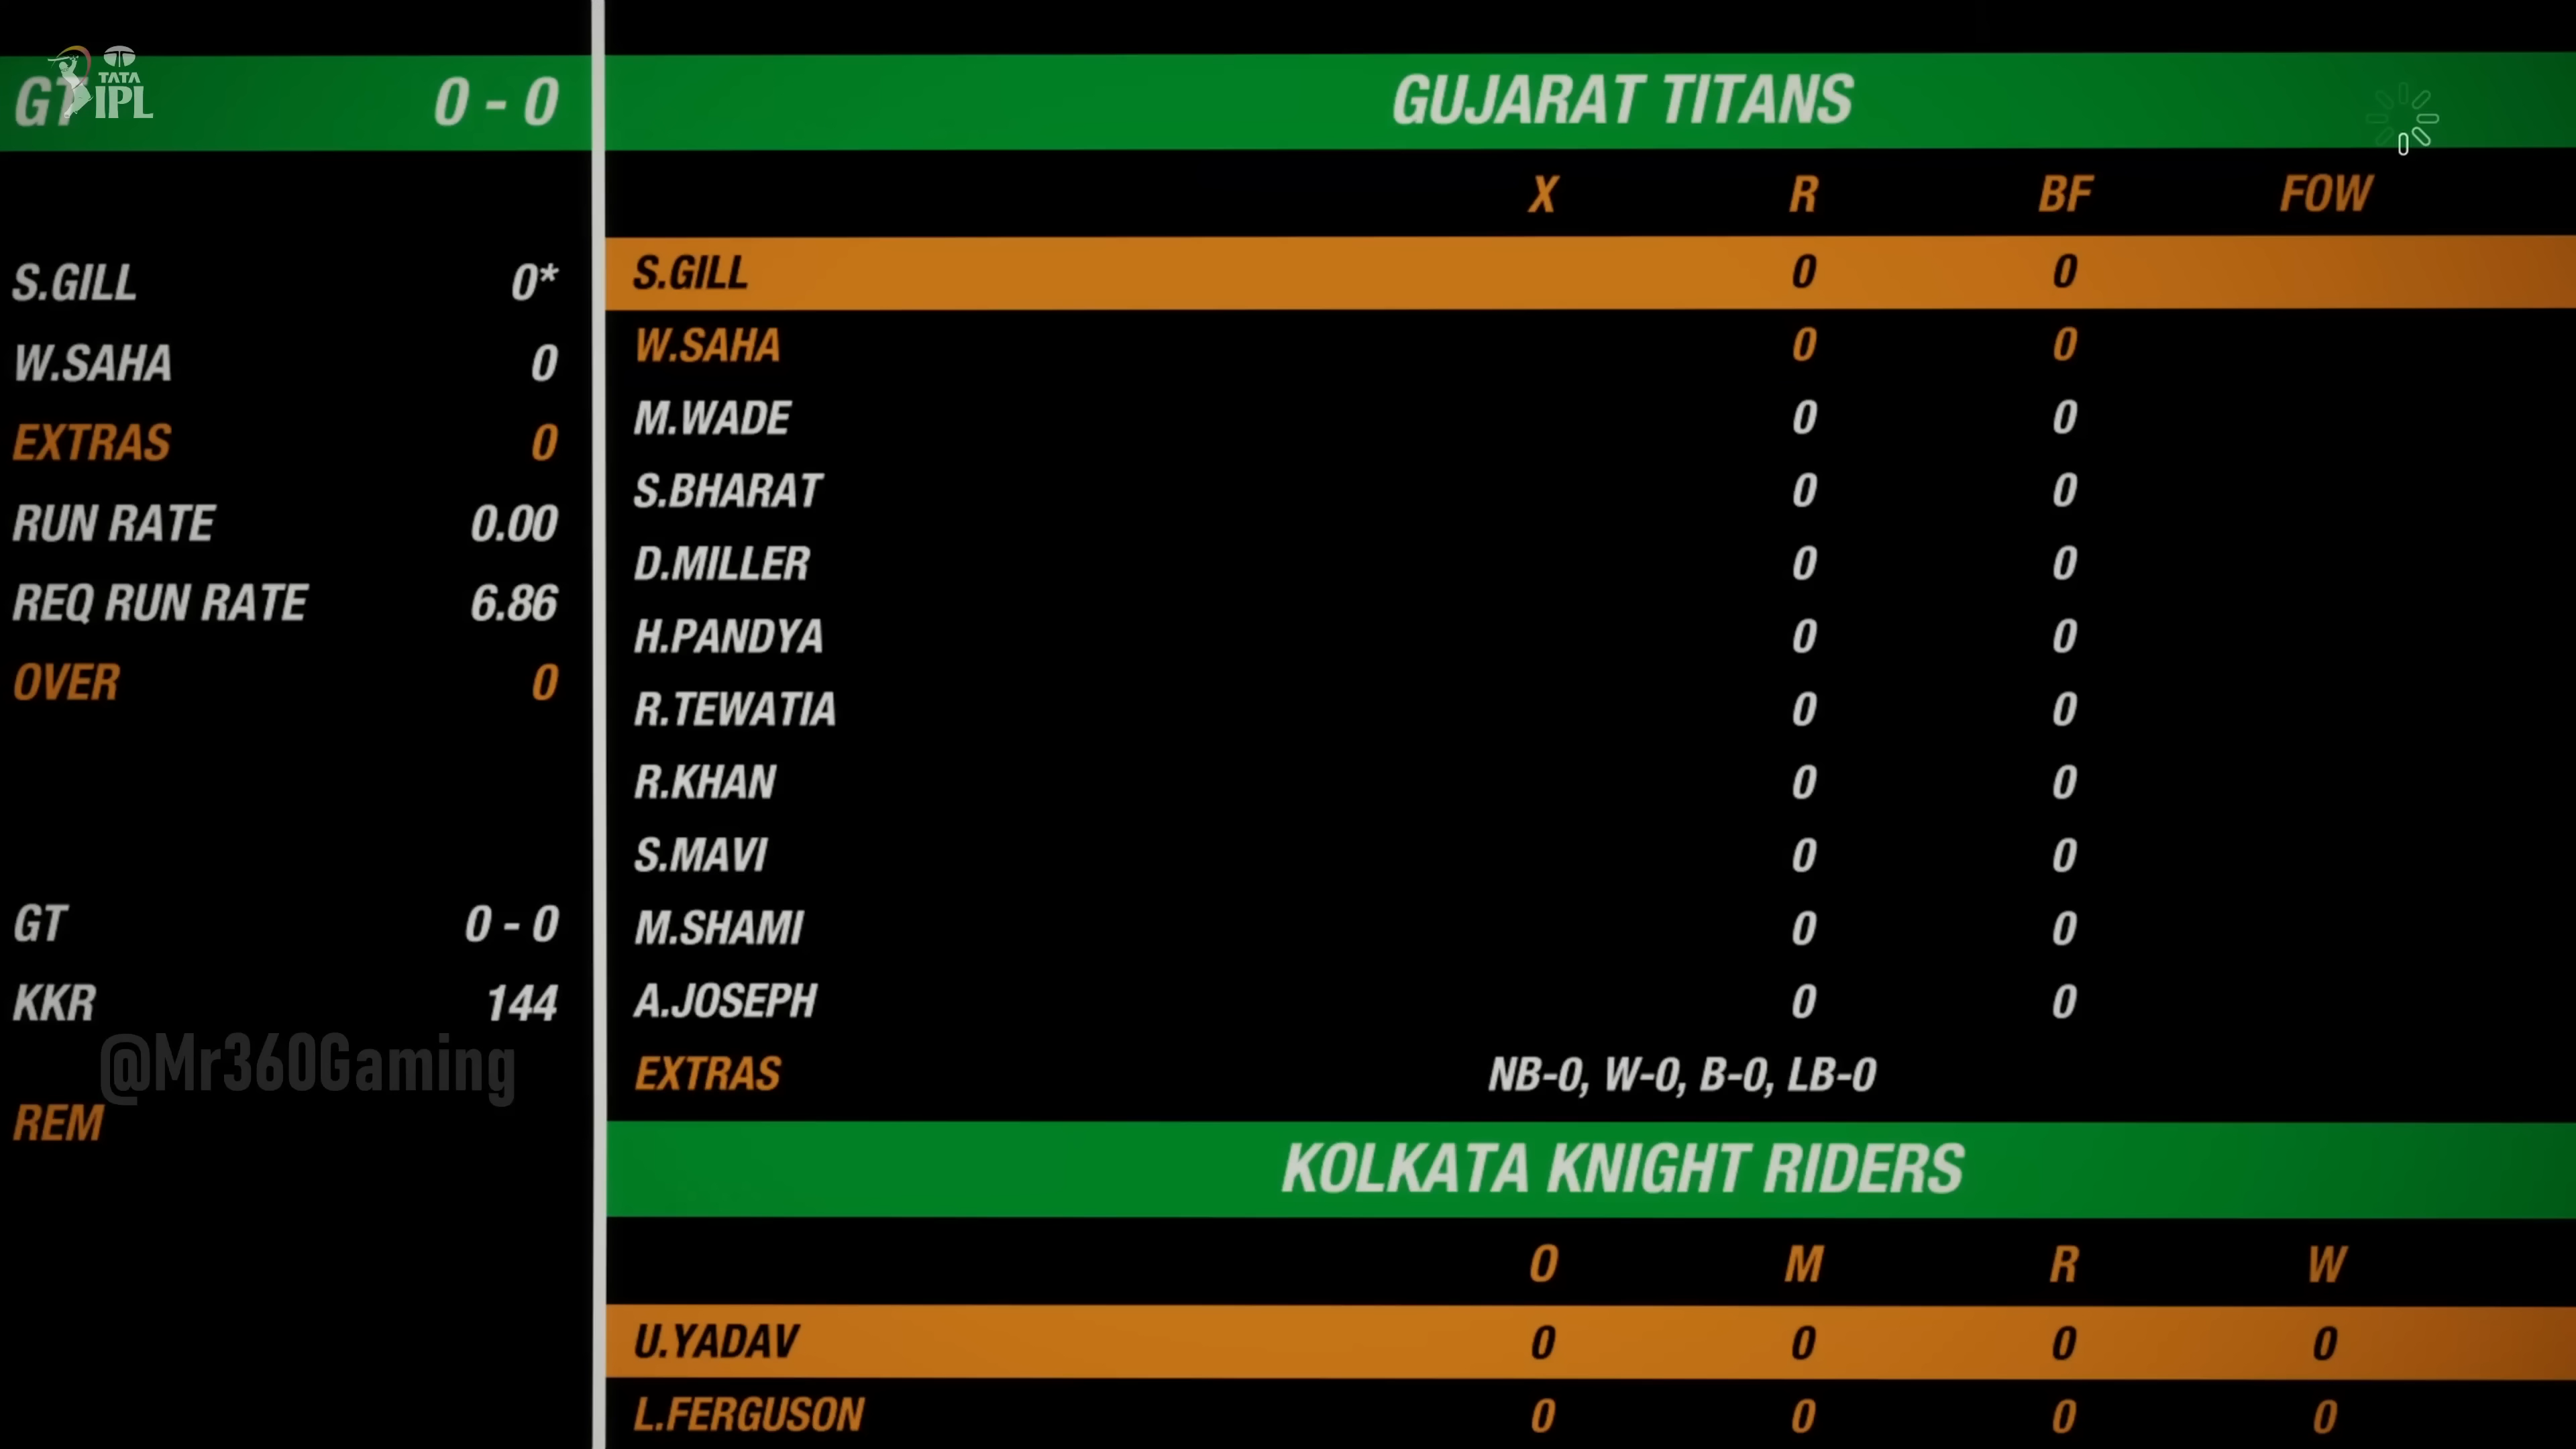 GT 0 - 0
TATA
IPL
S.GILL 0*
W.SAHA 0
EXTRAS 0
RUN RATE 0.00
REQ RUN RATE 6.86
OVER 0
GT 0 - 0
KKR 144
@Mr360Gaming
REM
GUJARAT TITANS
X R BF FOW
S.GILL 0 0
W.SAHA 0 0
M.WADE 0 0
S.BHARAT 0 0
D.MILLER 0 0
H.PANDYA 0 0
R.TEWATIA 0 0
R.KHAN 0 0
S.MAVI 0 0
M.SHAMI 0 0
A.JOSEPH 0 0
EXTRAS NB-0, W-0, B-0, LB-0
KOLKATA KNIGHT RIDERS
O M R W
U.YADAV 0 0 0 0
L.FERGUSON 0 0 0 0